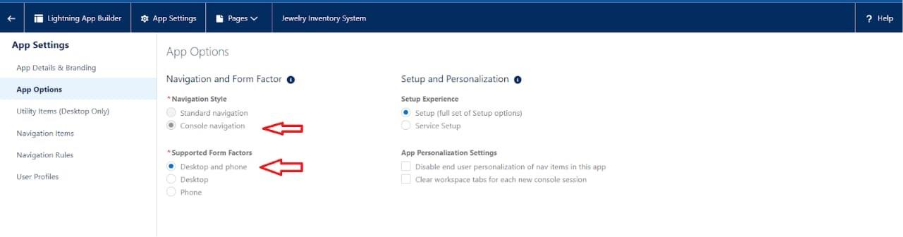 Lightning App Builder App Settings Pages Jewelry Inventory System ? Help
App Settings
App Details & Branding
App Options
Utility Items (Desktop Only)
Navigation Items
Navigation Rules
User Profiles
App Options
Navigation and Form Factor
*Navigation Style
Standard navigation
Console navigation
*Supported Form Factors
Desktop and phone
Desktop
Phone
Setup and Personalization
Setup Experience
Setup (full set of Setup options)
Service Setup
App Personalization Settings
Disable end user personalization of nav items in this app
Clear workspace tabs for each new console session